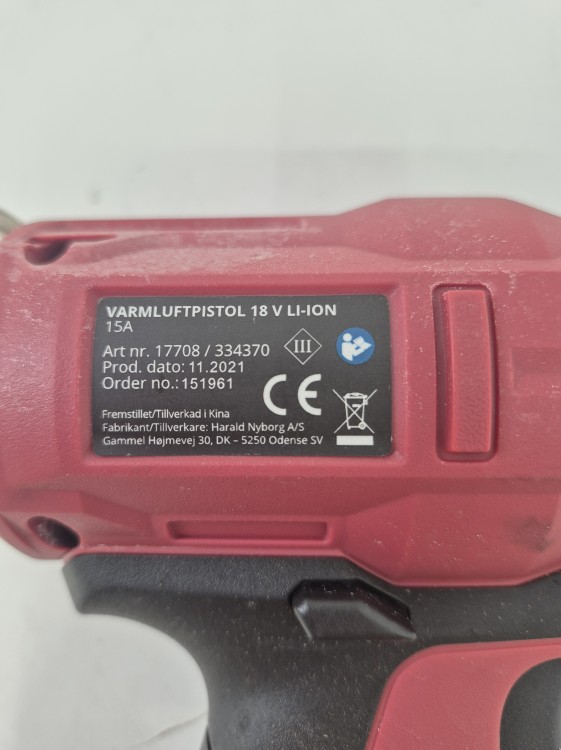 VARMLUFTPISTOL 18 V LI-ION
15A
Art nr. 17708 / 334370
III
Prod. dato: 11.2021
Order no.: 151961
CE
Fremstillet/Tillverkad i Kina
Fabrikant/Tillverkare: Harald Nyborg A/S
Gammel Højmevej 30, DK – 5250 Odense SV